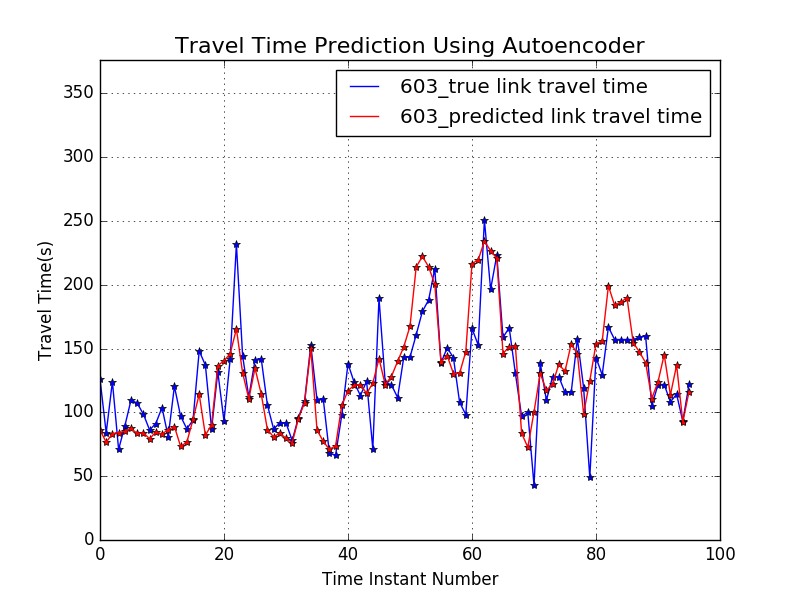 Travel Time Prediction Using Autoencoder
603_true link travel time
603_predicted link travel time
350
300
250
200
150
100
50
0
Travel Time(s)
0 20 40 60 80 100
Time Instant Number